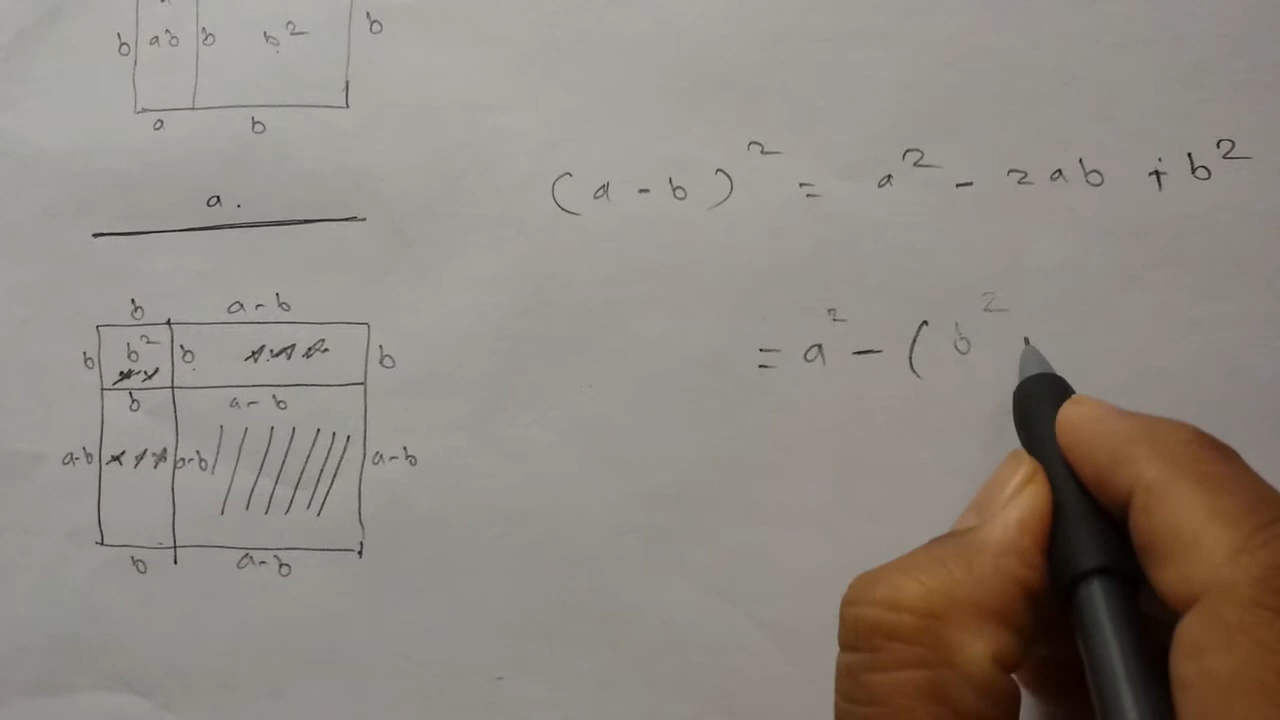 b ab b b² b
a b
a.
(a - b)² = a² - 2ab + b²
b a-b
= a² - (b²
b b² b b
b a-b
a-b a-b a-b
b a-b